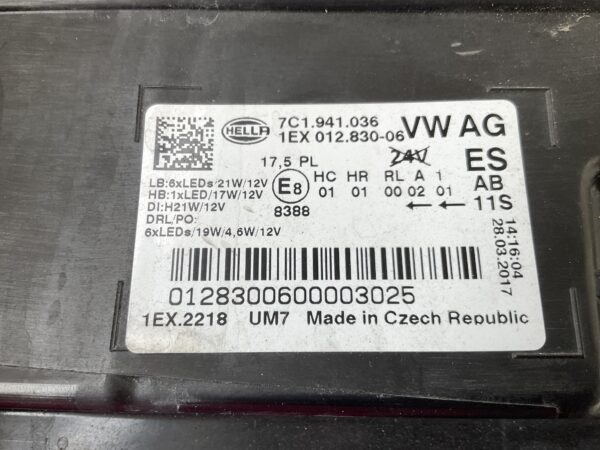 HELLA 7C1.941.036 VW AG
1EX 012.830-06
17,5 PL 24V ES
LB:6xLEDs/21W/12V E8 HC HR RL A 1 AB
HB:1xLED/17W/12V 01 01 00 02 01
DI:H21W/12V 8388 ←← 11S
DRL/PO:
6xLEDs/19W/4,6W/12V
14:16:04
28.03.2017
0128300600003025
1EX.2218 UM7 Made in Czech Republic